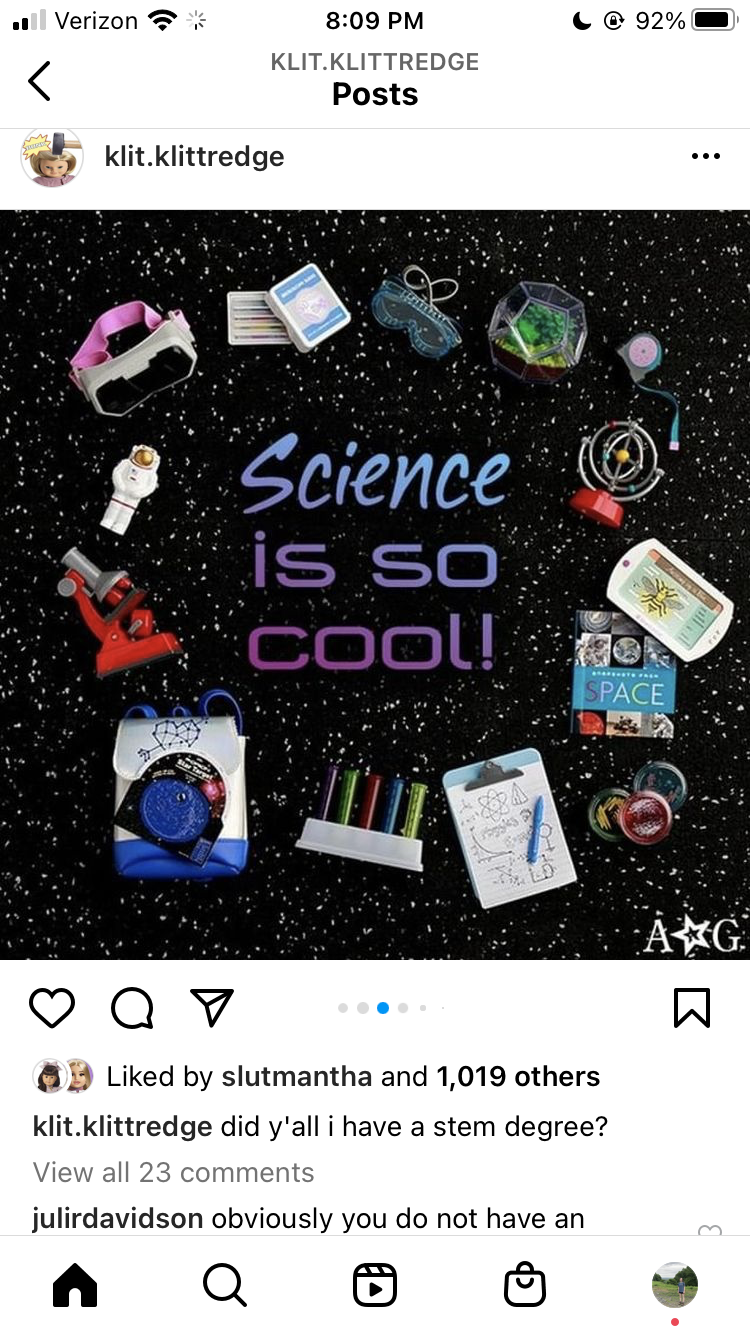 Verizon
8:09 PM
92%
KLIT.KLITTREDGE
Posts
klit.klittredge
Science
is so
cool!
SPACE
A☆G
Liked by slutmantha and 1,019 others
klit.klittredge did y'all i have a stem degree?
View all 23 comments
julirdavidson obviously you do not have an